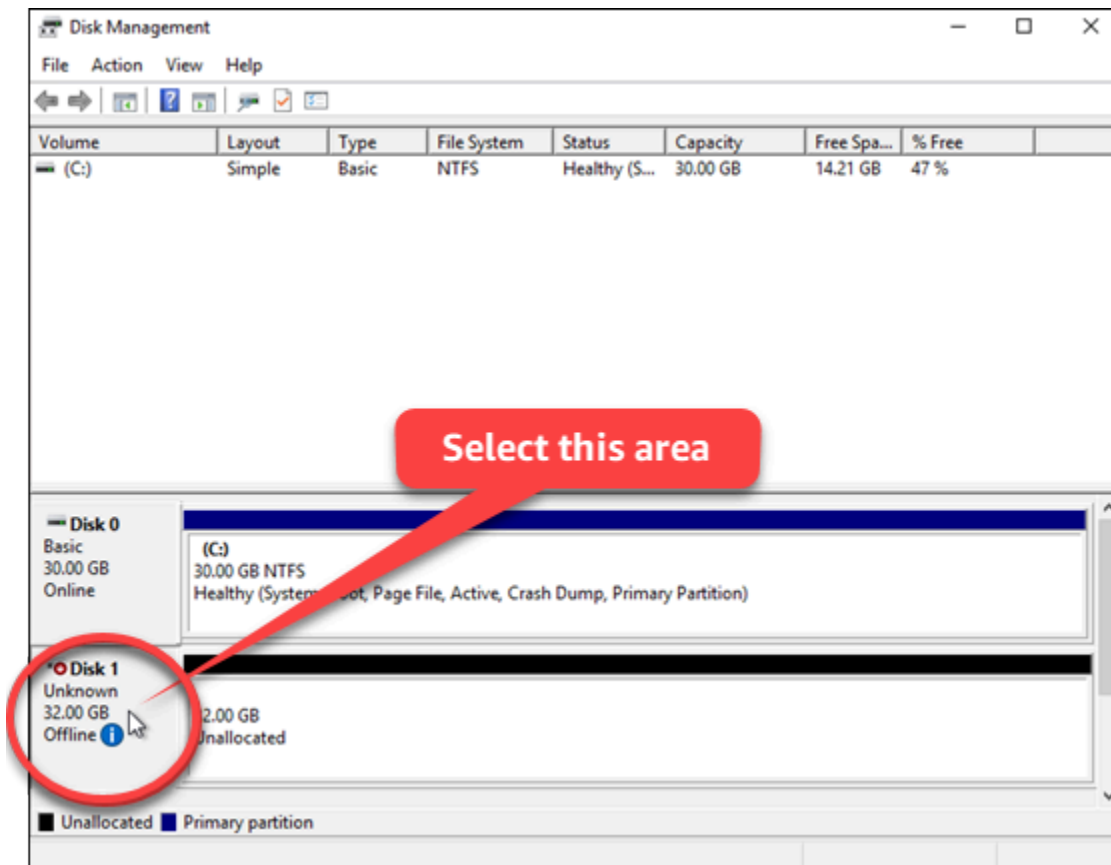 Disk Management
File Action View Help
Volume Layout Type File System Status Capacity Free Spa... % Free
(C:) Simple Basic NTFS Healthy (S... 30.00 GB 14.21 GB 47 %
Select this area
Disk 0
Basic
30.00 GB
Online
(C:)
30.00 GB NTFS
Healthy (System, Boot, Page File, Active, Crash Dump, Primary Partition)
Disk 1
Unknown
32.00 GB
Offline
32.00 GB
Unallocated
Unallocated Primary partition